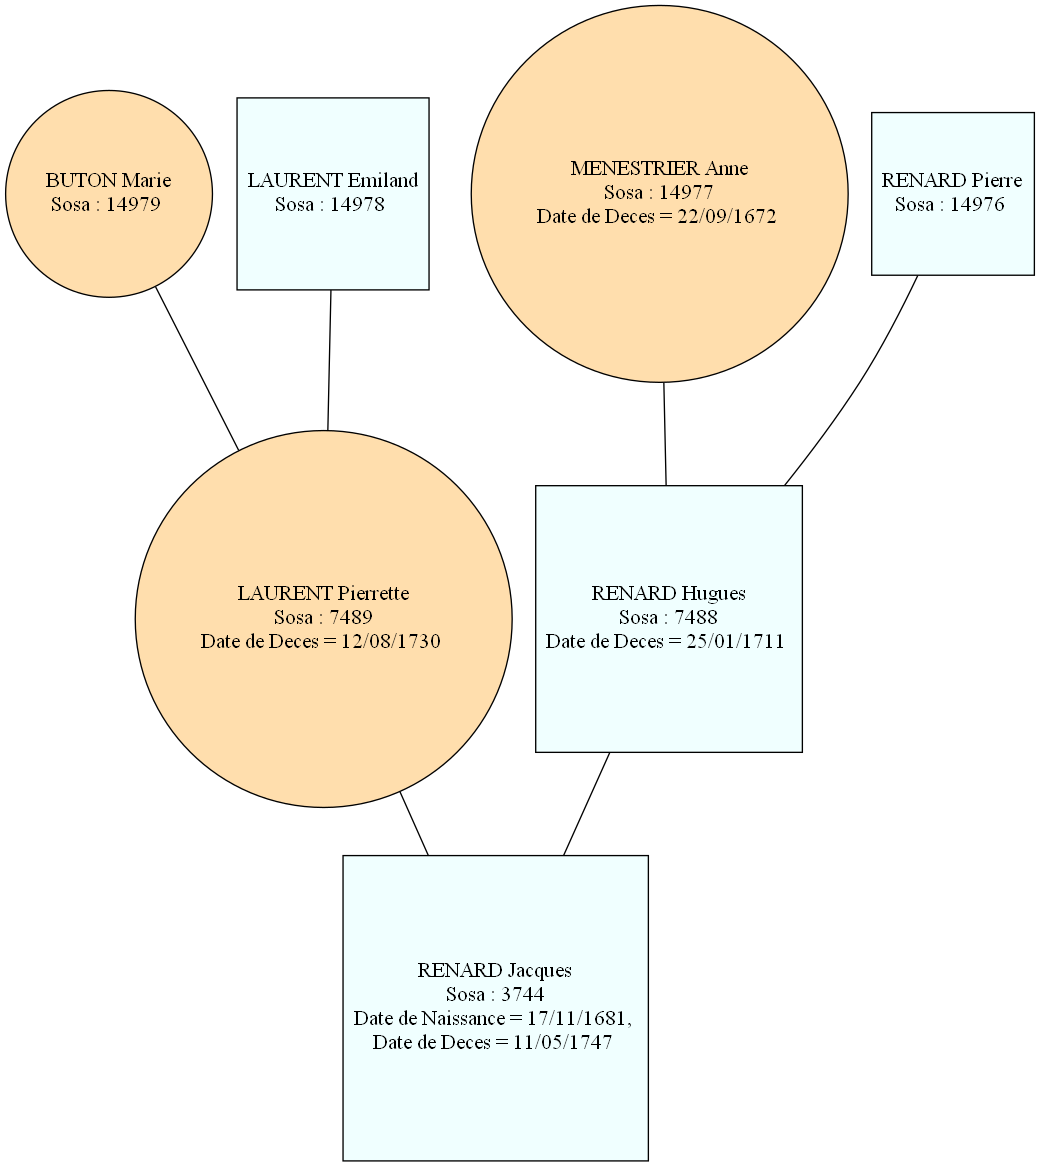 BUTON Marie
Sosa : 14979
LAURENT Emiland
Sosa : 14978
MENESTRIER Anne
Sosa : 14977
Date de Deces = 22/09/1672
RENARD Pierre
Sosa : 14976
LAURENT Pierrette
Sosa : 7489
Date de Deces = 12/08/1730
RENARD Hugues
Sosa : 7488
Date de Deces = 25/01/1711
RENARD Jacques
Sosa : 3744
Date de Naissance = 17/11/1681,
Date de Deces = 11/05/1747